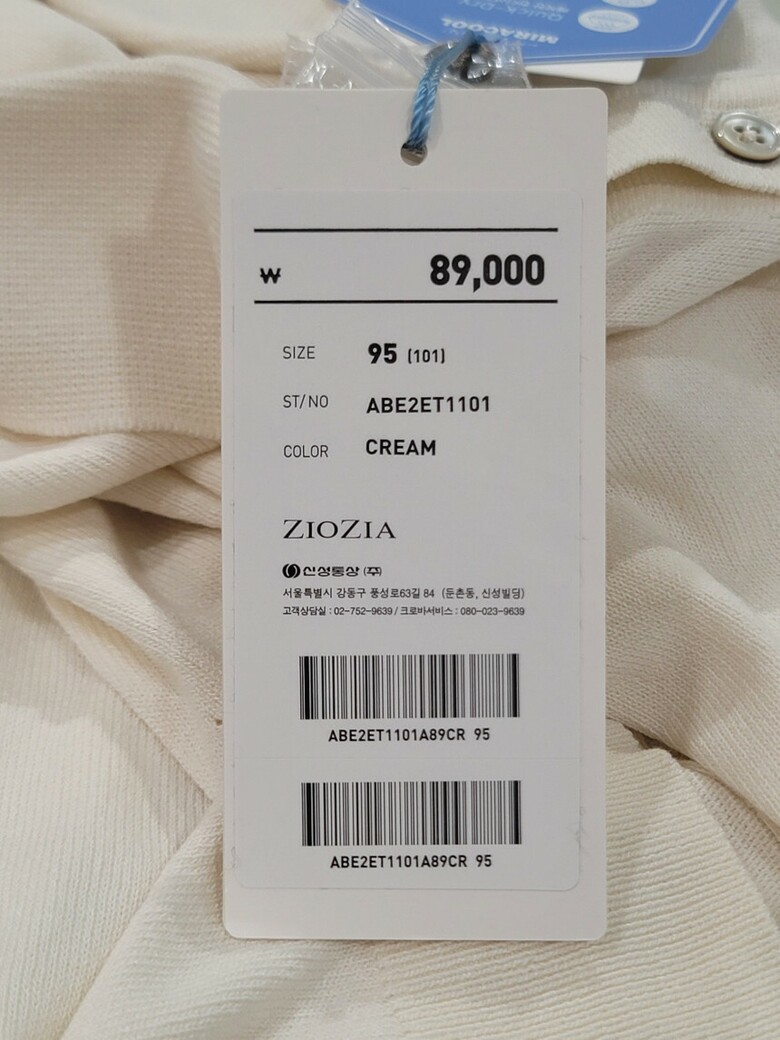 QUICK-DRY
MIRACOOL
₩ 89,000
SIZE 95 (101)
ST/NO ABE2ET1101
COLOR CREAM
ZIOZIA
신성통상 (주)
서울특별시 강동구 풍성로63길 84 (둔촌동, 신성빌딩)
고객상담실 : 02-752-9639 / 크로바서비스 : 080-023-9639
ABE2ET1101A89CR 95
ABE2ET1101A89CR 95